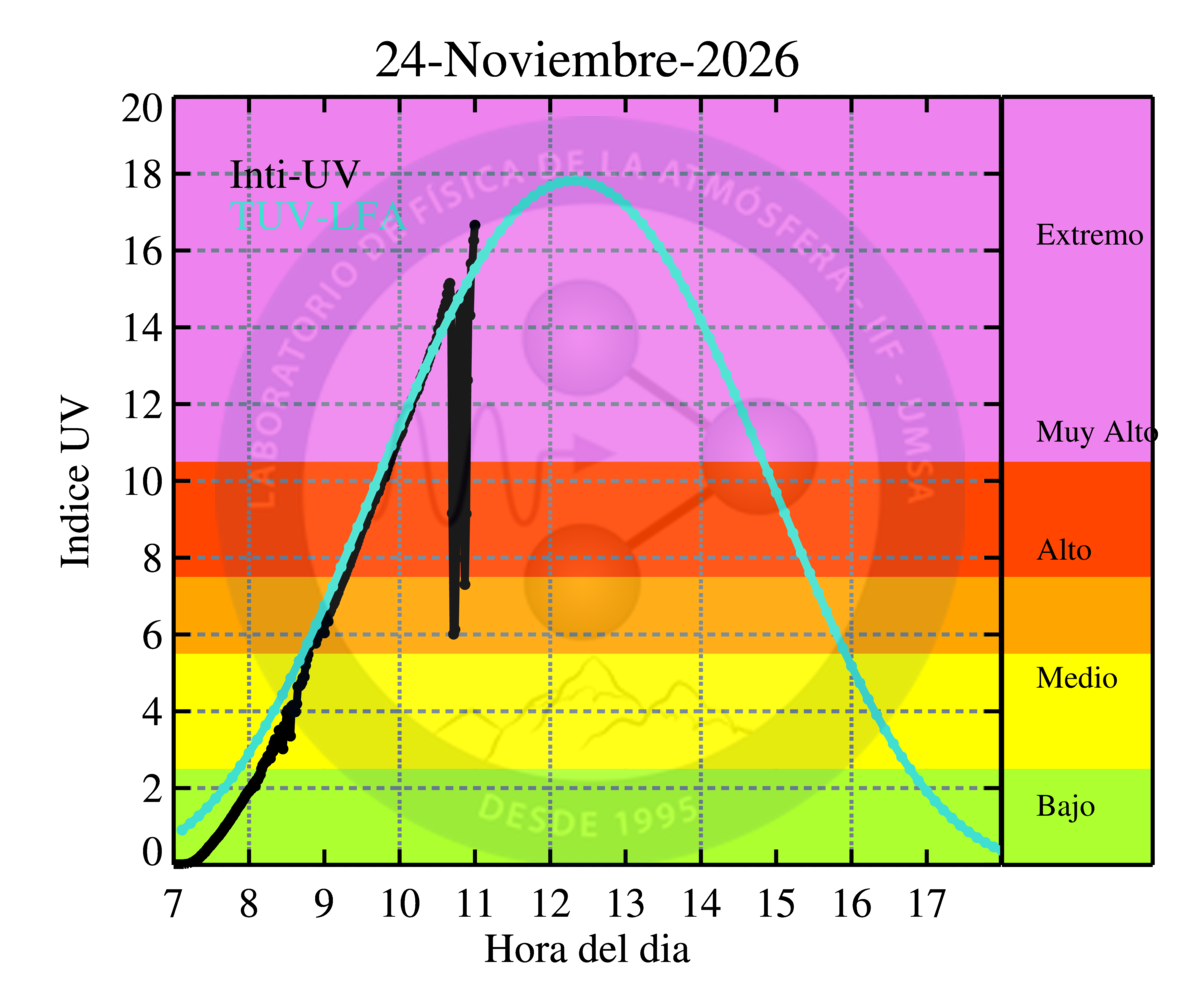 24-Noviembre-2026
20
18
16
14
12
10
8
6
4
2
0
Indice UV
Inti-UV
TUV-LFA
LABORATORIO DE FÍSICA DE LA ATMÓSFERA - IIF - UMSA
DESDE 1995
Extremo
Muy Alto
Alto
Medio
Bajo
7 8 9 10 11 12 13 14 15 16 17
Hora del dia